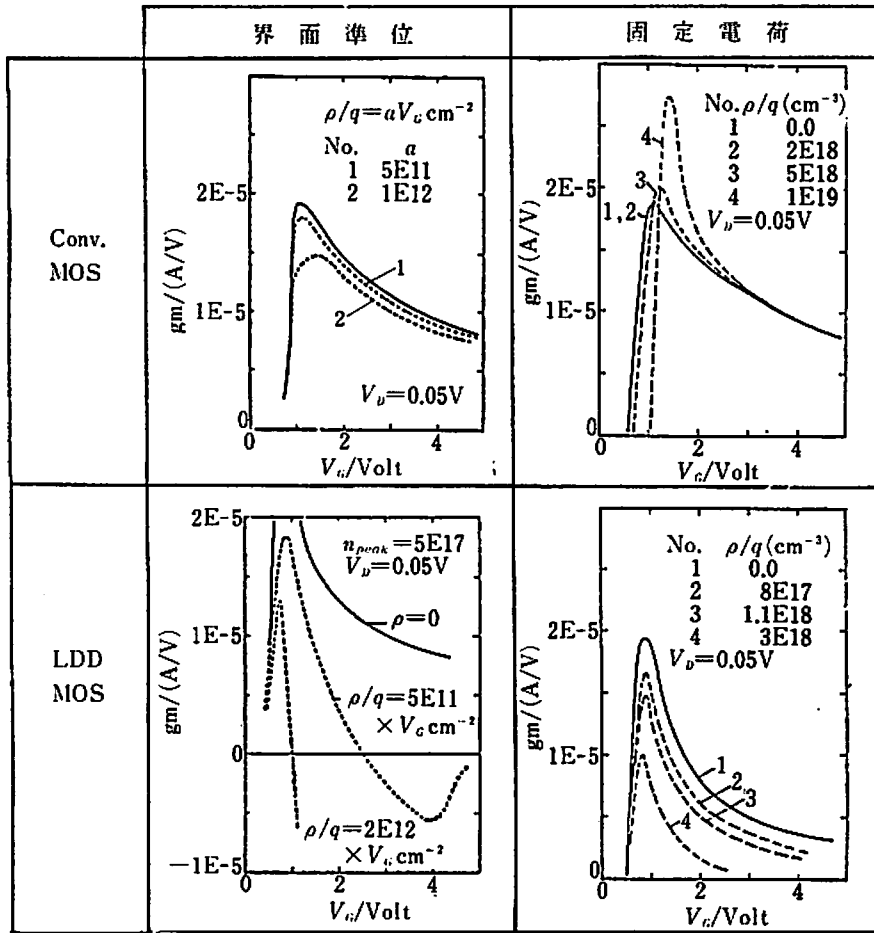 界面準位
固定電荷
Conv.
MOS
ρ/q=aV_G cm⁻²
No. a
1 5E11
2 1E12
2E-5
1E-5
0
gm/(A/V)
1
2
V_D=0.05V
0 2 4
V_G/Volt
No. ρ/q (cm⁻³)
1 0.0
2 2E18
3 5E18
4 1E19
V_D=0.05V
4
3
1,2
2E-5
1E-5
0
gm/(A/V)
0 2 4
V_G/Volt
LDD
MOS
2E-5
1E-5
0
-1E-5
gm/(A/V)
n_peak=5E17
V_D=0.05V
ρ=0
ρ/q=5E11
×V_G cm⁻²
ρ/q=2E12
×V_G cm⁻²
0 2 4
V_G/Volt
No. ρ/q (cm⁻³)
1 0.0
2 8E17
3 1.1E18
4 3E18
V_D=0.05V
2E-5
1E-5
0
gm/(A/V)
1
2
3
4
0 2 4
V_G/Volt